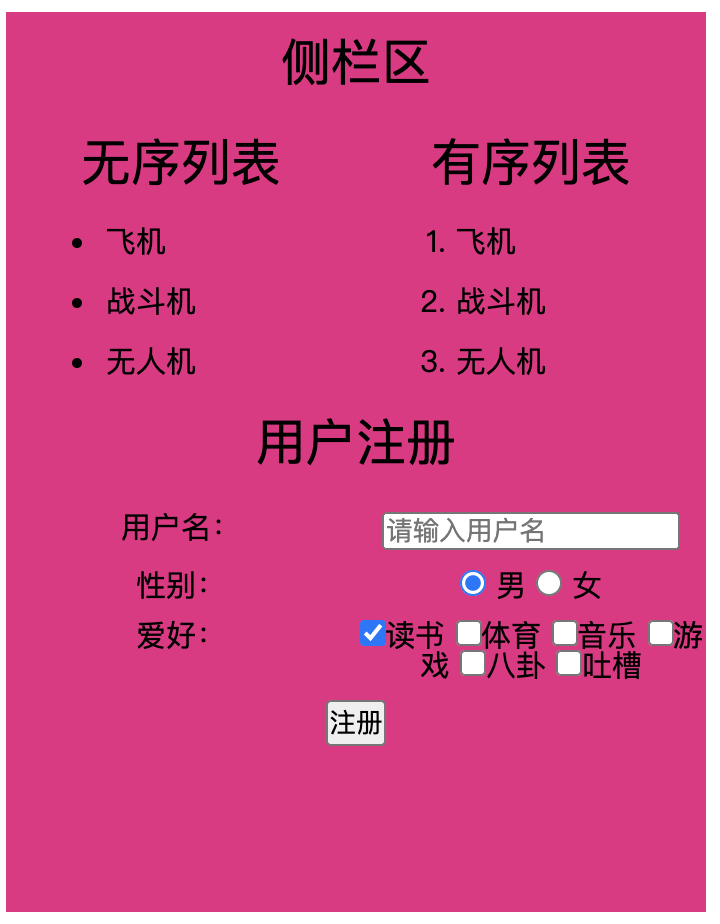 侧栏区
无序列表
飞机
战斗机
无人机
有序列表
1. 飞机
2. 战斗机
3. 无人机
用户注册
用户名： 请输入用户名
性别： 男 女
爱好： 读书 体育 音乐 游
戏 八卦 吐槽
注册